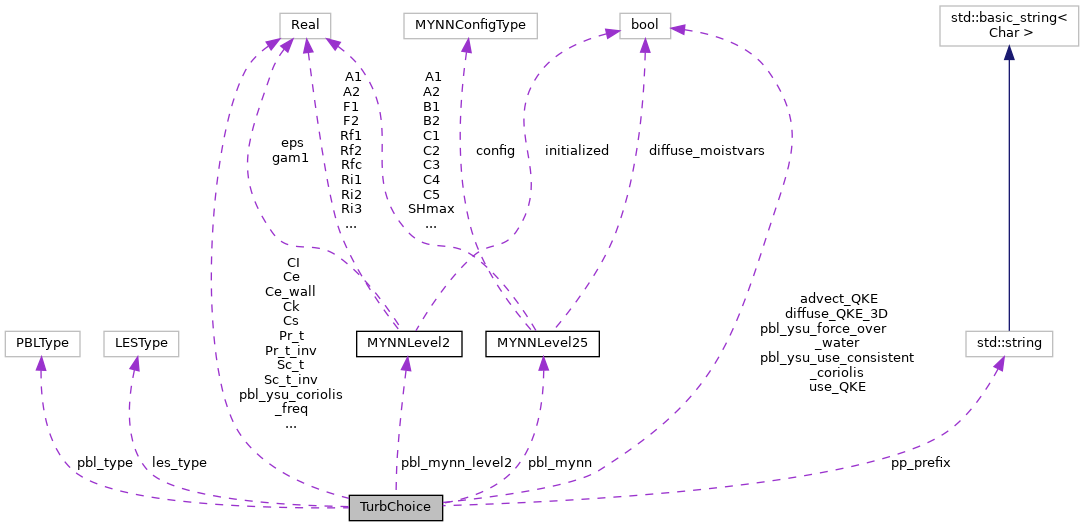 Real
MYNNConfigType
bool
std::basic_string<
Char >
eps
gam1
A1
A2
F1
F2
Rf1
Rf2
Rfc
Ri1
Ri2
Ri3
...
A1
A2
B1
B2
C1
C2
C3
C4
C5
SHmax
...
config
initialized
diffuse_moistvars
CI
Ce
Ce_wall
Ck
Cs
Pr_t
Pr_t_inv
Sc_t
Sc_t_inv
pbl_ysu_coriolis
_freq
...
advect_QKE
diffuse_QKE_3D
pbl_ysu_force_over
_water
pbl_ysu_use_consistent
_coriolis
use_QKE
PBLType
LESType
MYNNLevel2
MYNNLevel25
std::string
pbl_type
les_type
pbl_mynn_level2
pbl_mynn
pp_prefix
TurbChoice